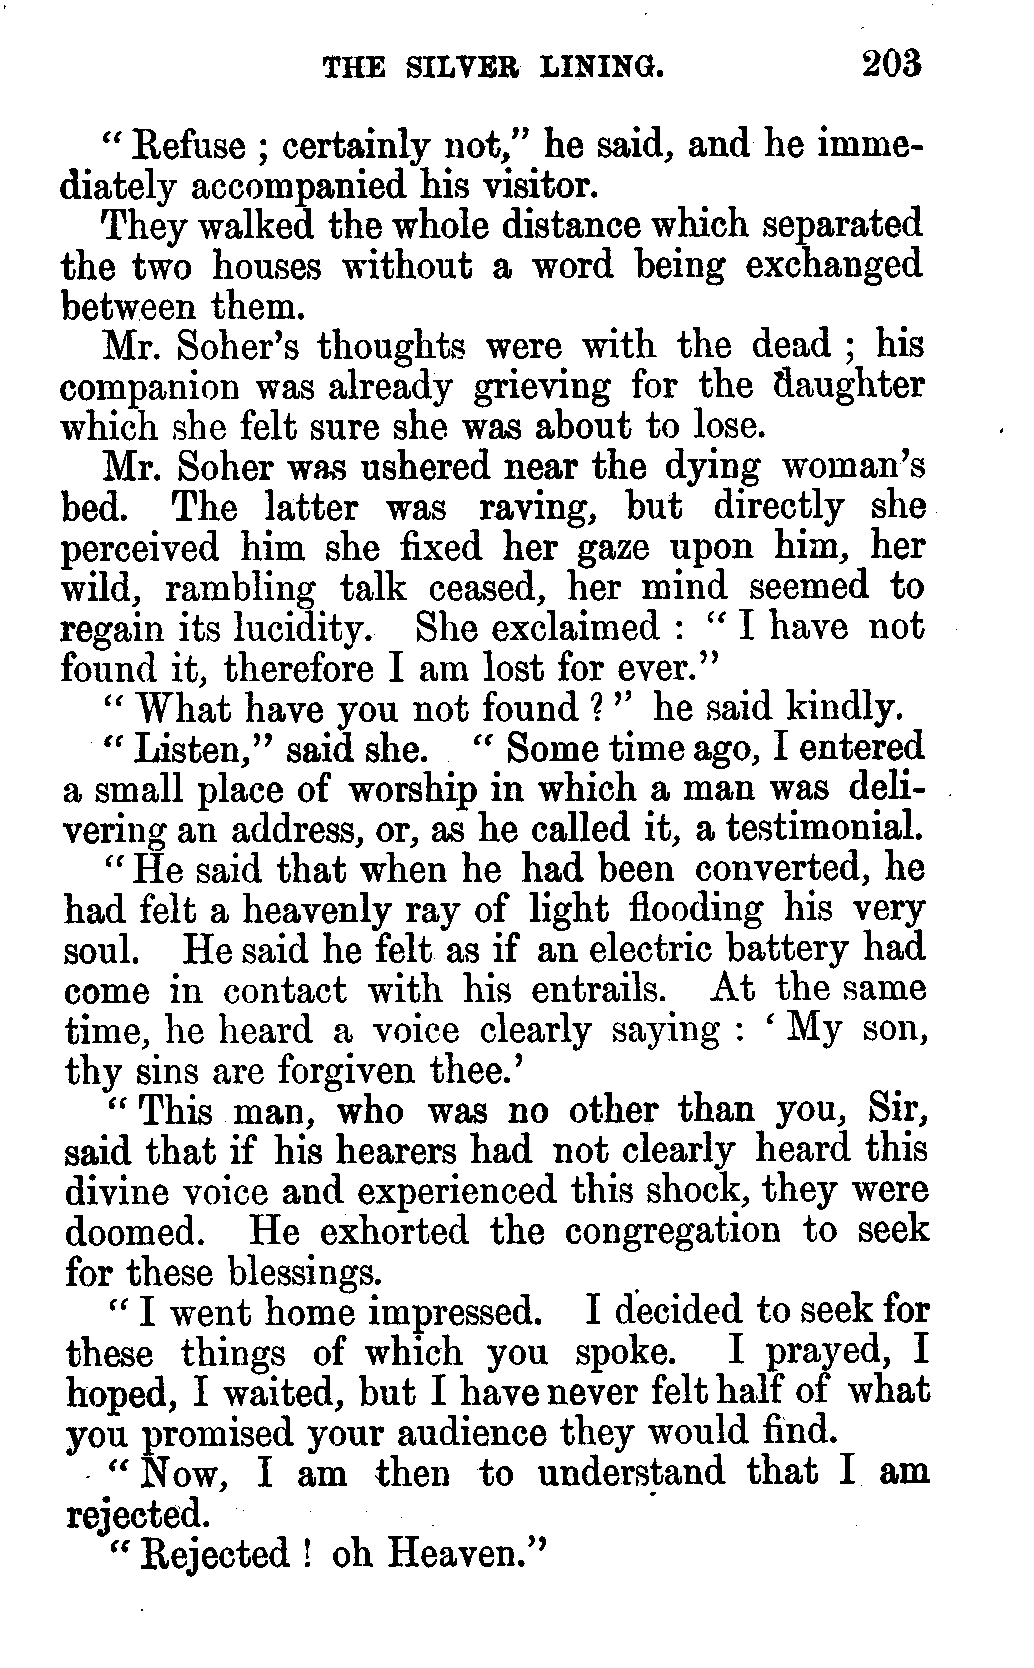 THE SILVER LINING. 203
“ Refuse ; certainly not,” he said, and he imme-
diately accompanied his visitor.
They walked the whole distance which separated
the two houses without a word being exchanged
between them.
Mr. Soher’s thoughts were with the dead ; his
companion was already grieving for the daughter
which she felt sure she was about to lose.
Mr. Soher was ushered near the dying woman’s
bed. The latter was raving, but directly she
perceived him she fixed her gaze upon him, her
wild, rambling talk ceased, her mind seemed to
regain its lucidity. She exclaimed : “ I have not
found it, therefore I am lost for ever.”
“ What have you not found ? ” he said kindly.
“ Listen,” said she. “ Some time ago, I entered
a small place of worship in which a man was deli-
vering an address, or, as he called it, a testimonial.
“ He said that when he had been converted, he
had felt a heavenly ray of light flooding his very
soul. He said he felt as if an electric battery had
come in contact with his entrails. At the same
time, he heard a voice clearly saying : ‘ My son,
thy sins are forgiven thee.’
“ This man, who was no other than you, Sir,
said that if his hearers had not clearly heard this
divine voice and experienced this shock, they were
doomed. He exhorted the congregation to seek
for these blessings.
“ I went home impressed. I decided to seek for
these things of which you spoke. I prayed, I
hoped, I waited, but I have never felt half of what
you promised your audience they would find.
“ Now, I am then to understand that I am
rejected.
“ Rejected ! oh Heaven.”